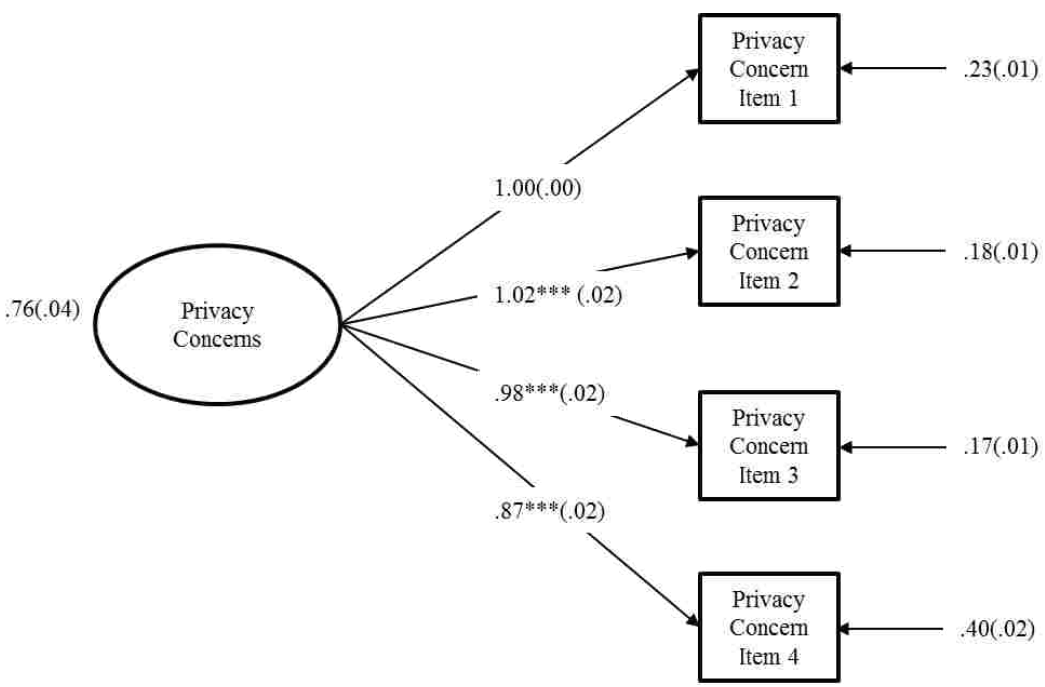 Privacy
Concern
Item 1
.23(.01)
1.00(.00)
Privacy
Concern
Item 2
.18(.01)
1.02*** (.02)
.76(.04)
Privacy
Concerns
.98***(.02)
Privacy
Concern
Item 3
.17(.01)
.87***(.02)
Privacy
Concern
Item 4
.40(.02)